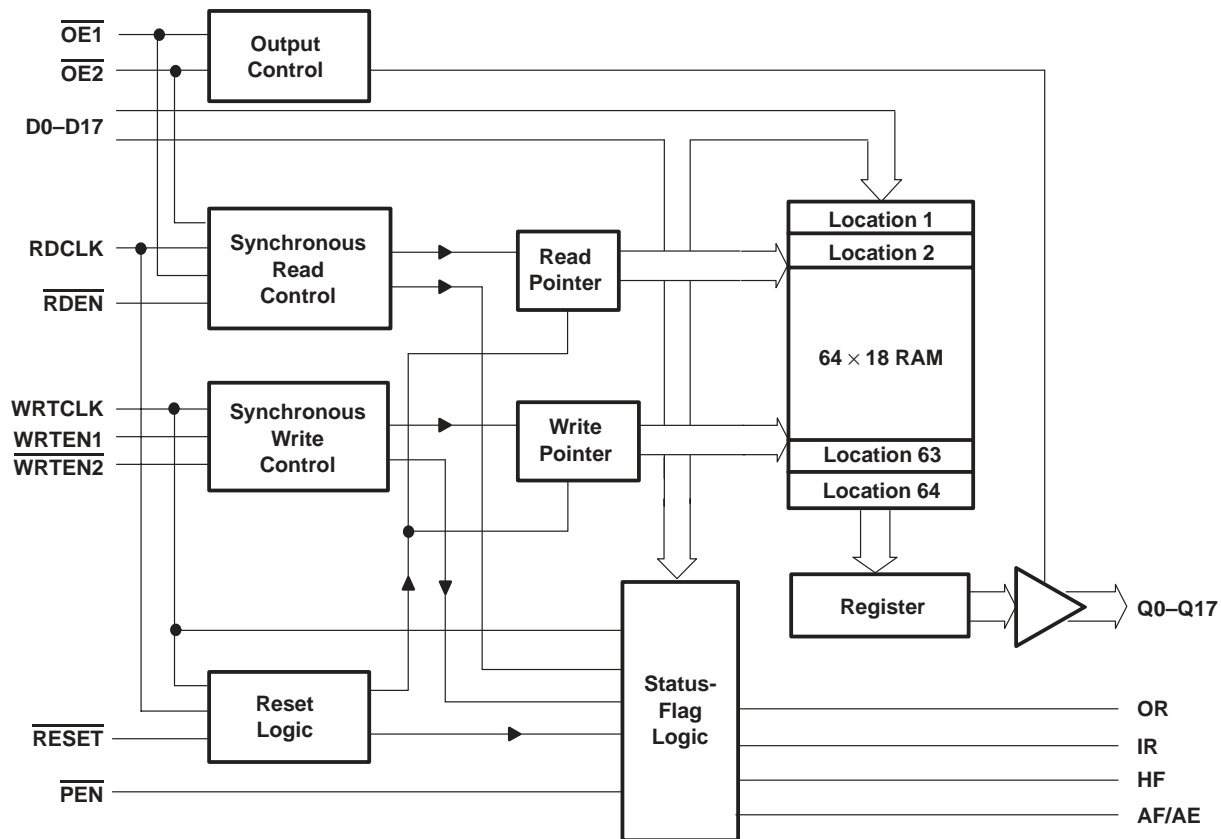 OE1
OE2
Output
Control
D0–D17
RDCLK
RDEN
Synchronous
Read
Control
Read
Pointer
Location 1
Location 2
64 × 18 RAM
Location 63
Location 64
WRTCLK
WRTEN1
WRTEN2
Synchronous
Write
Control
Write
Pointer
Register
Q0–Q17
Reset
Logic
RESET
PEN
Status-
Flag
Logic
OR
IR
HF
AF/AE